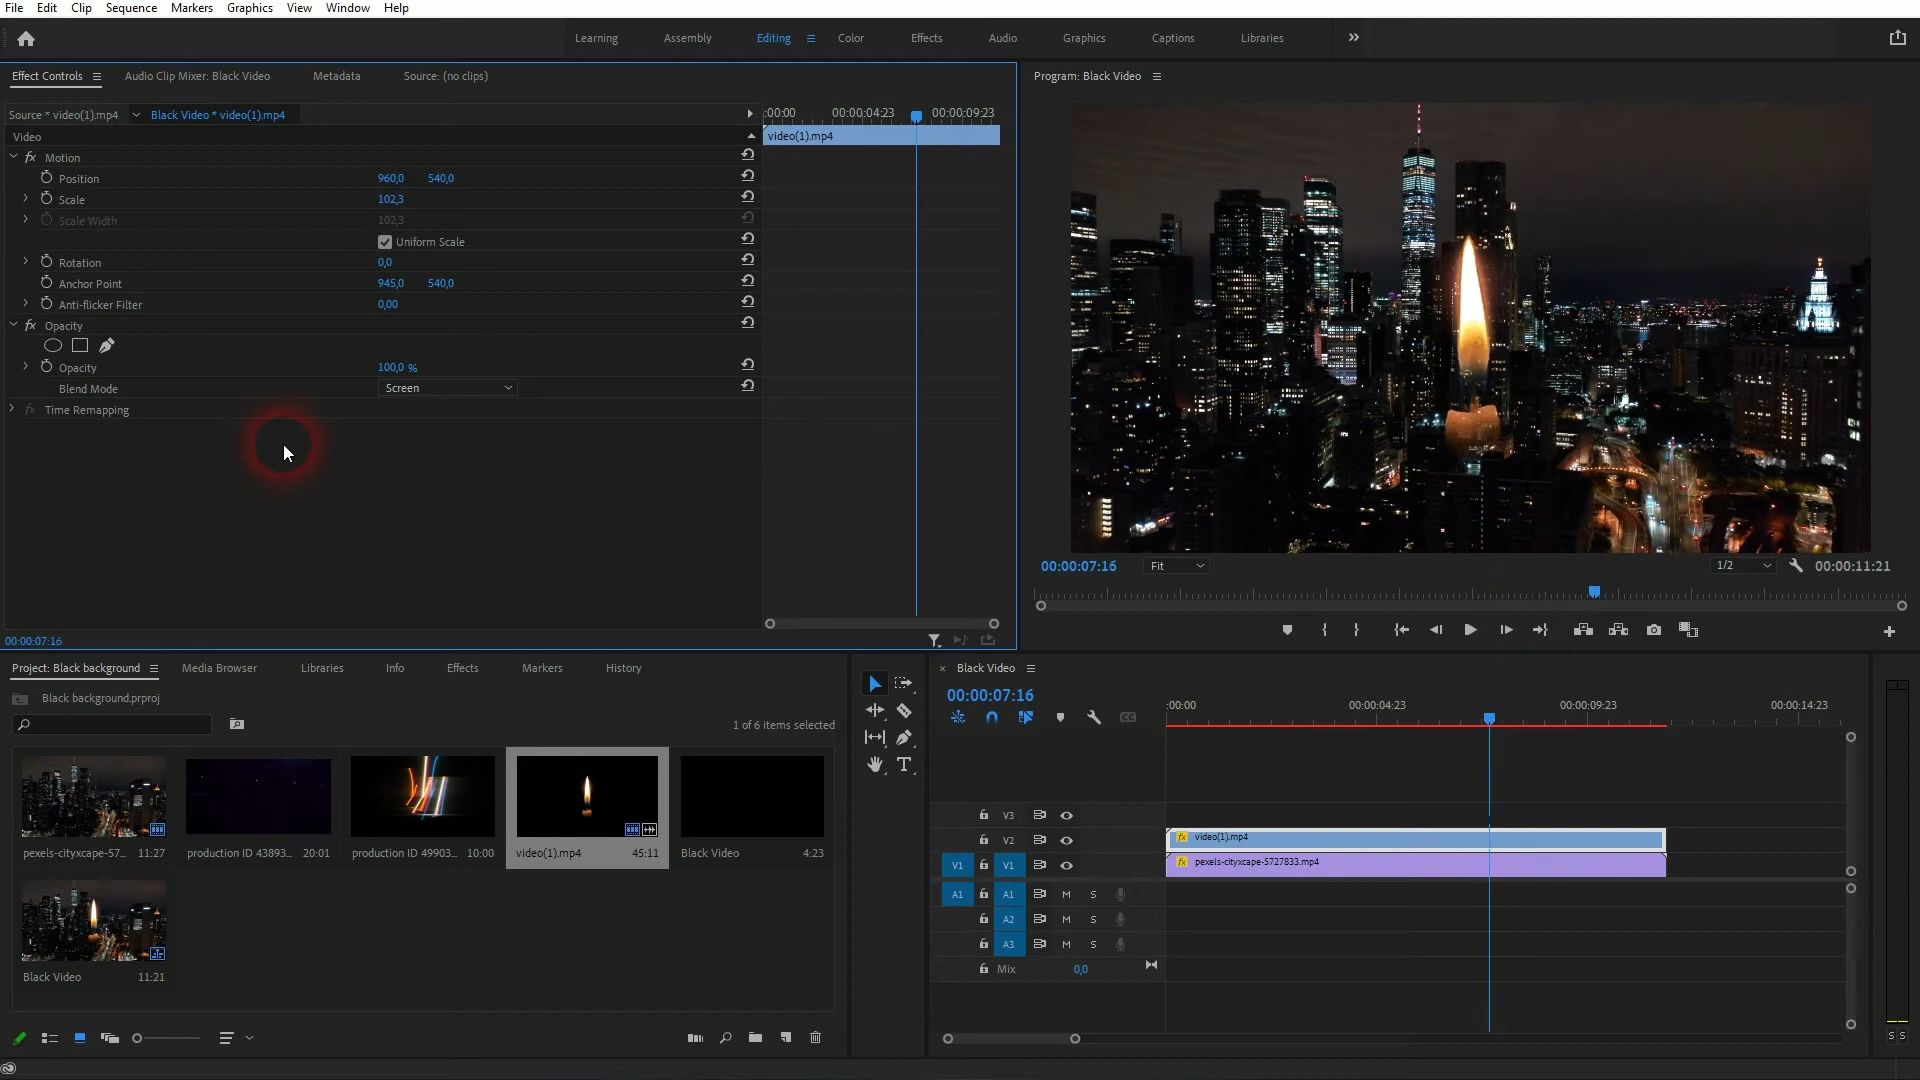 File Edit Clip Sequence Markers Graphics View Window Help
Learning Assembly Editing Color Effects Audio Graphics Captions Libraries
Effect Controls Audio Clip Mixer: Black Video Metadata Source: (no clips)
Source * video(1).mp4 Black Video * video(1).mp4
:00:00 00:00:04:23 00:00:09:23
Video
video(1).mp4
fx Motion
Position 960,0 540,0
Scale 102,3
Scale Width 102,3
Uniform Scale
Rotation 0,0
Anchor Point 945,0 540,0
Anti-flicker Filter 0,00
fx Opacity
Opacity 100,0 %
Blend Mode Screen
fx Time Remapping
00:00:07:16
Program: Black Video
00:00:07:16 Fit 1/2 00:00:11:21
Project: Black background Media Browser Libraries Info Effects Markers History
Black background.prproj
1 of 6 items selected
pexels-cityxcape-57... 11:27
production ID 43893... 20:01
production ID 49903... 10:00
video(1).mp4 45:11
Black Video 4:23
Black Video 11:21
Black Video
00:00:07:16
:00:00 00:00:04:23 00:00:09:23 00:00:14:23
V3
V2
fx video(1).mp4
V1 V1
fx pexels-cityxcape-5727833.mp4
A1 A1 M S
A2 M S
A3 M S
Mix 0,0
S S